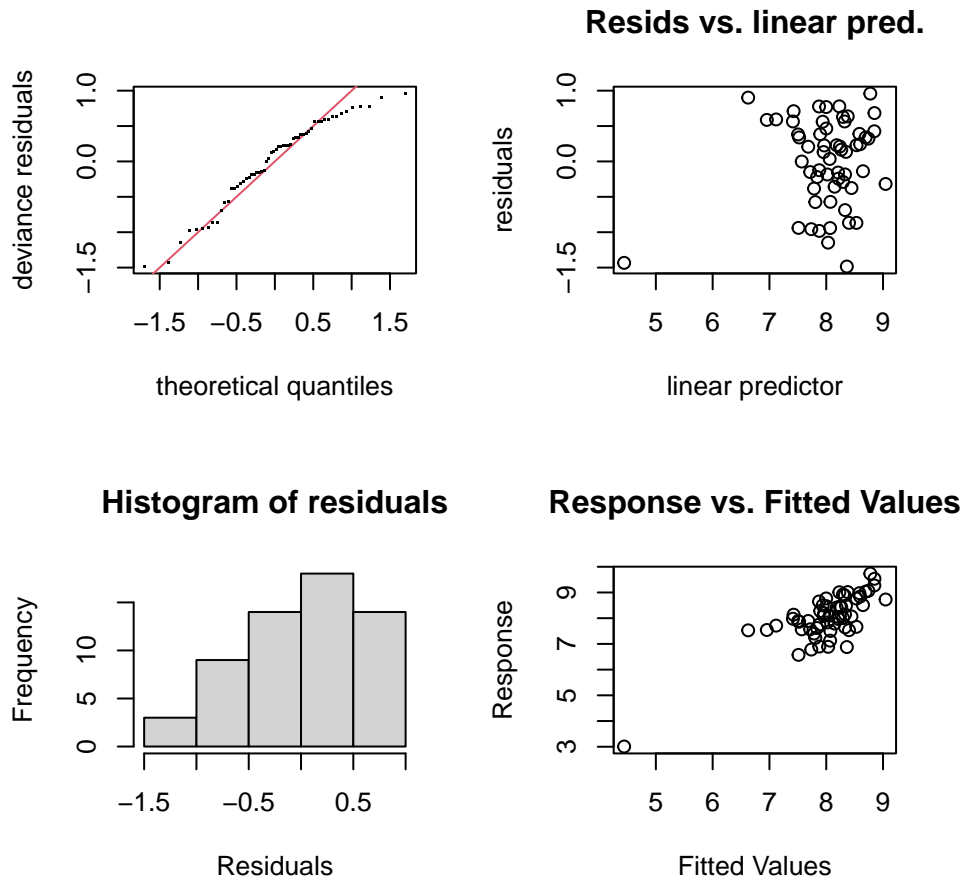 Resids vs. linear pred.
deviance residuals
−1.5
0.0
1.0
−1.5
−0.5
0.5
1.5
theoretical quantiles
residuals
−1.5
0.0
1.0
5
6
7
8
9
linear predictor
Histogram of residuals
Frequency
0
5
10
−1.5
−0.5
0.5
Residuals
Response vs. Fitted Values
Response
3
5
7
9
5
6
7
8
9
Fitted Values